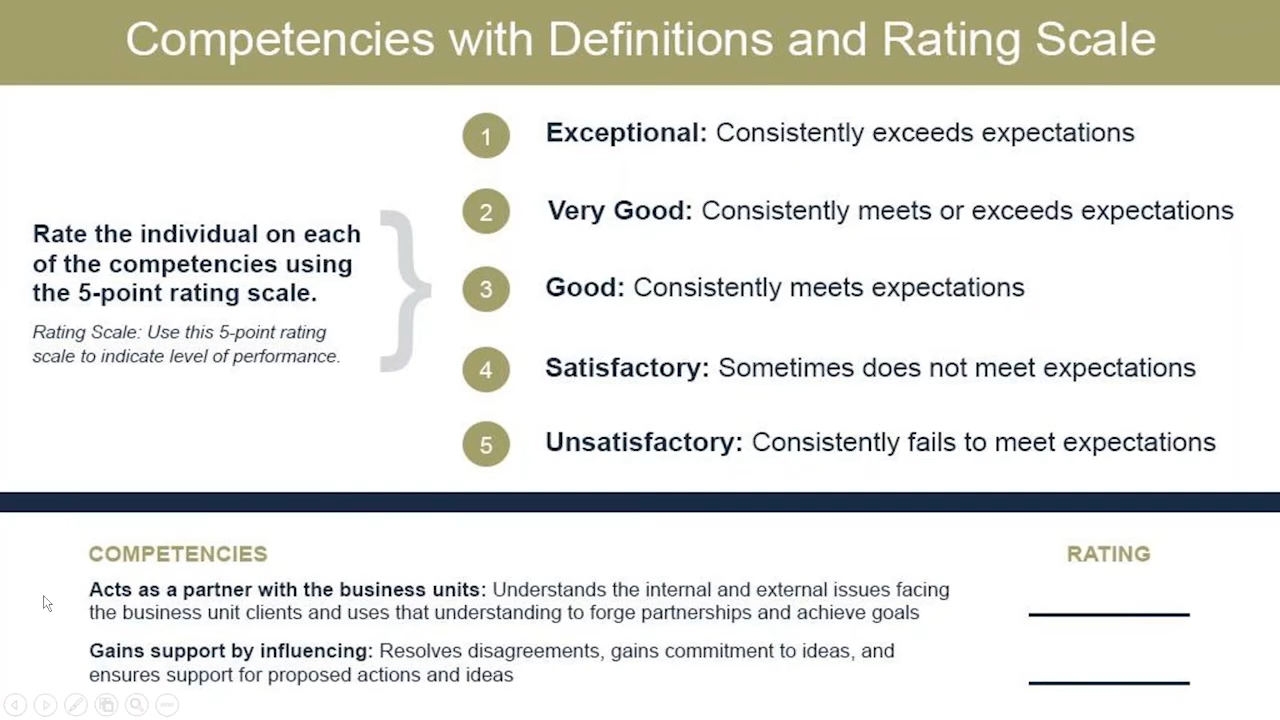 Competencies with Definitions and Rating Scale
Rate the individual on each
of the competencies using
the 5-point rating scale.
Rating Scale: Use this 5-point rating
scale to indicate level of performance.
1 Exceptional: Consistently exceeds expectations
2 Very Good: Consistently meets or exceeds expectations
3 Good: Consistently meets expectations
4 Satisfactory: Sometimes does not meet expectations
5 Unsatisfactory: Consistently fails to meet expectations
COMPETENCIES RATING
Acts as a partner with the business units: Understands the internal and external issues facing
the business unit clients and uses that understanding to forge partnerships and achieve goals
Gains support by influencing: Resolves disagreements, gains commitment to ideas, and
ensures support for proposed actions and ideas